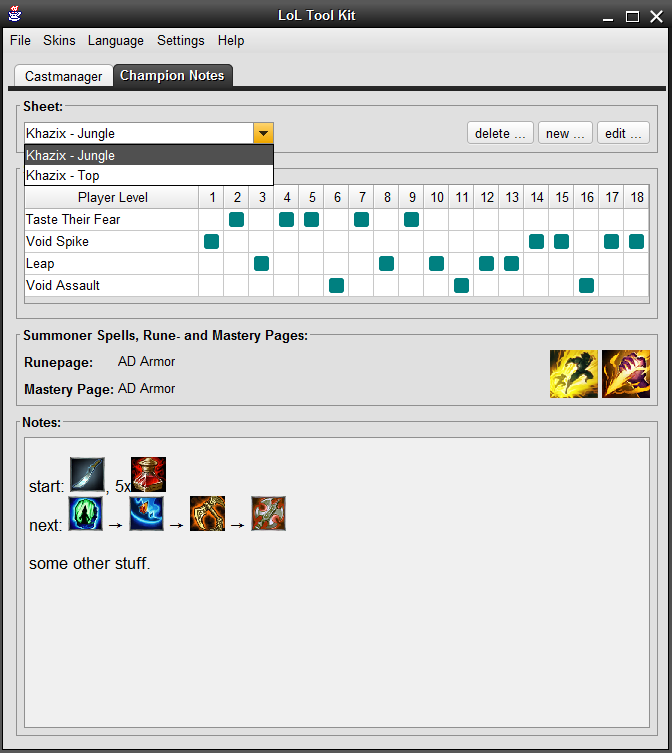 LoL Tool Kit
File Skins Language Settings Help
Castmanager Champion Notes
Sheet:
Khazix - Jungle delete ... new ... edit ...
Khazix - Jungle
Khazix - Top
Player Level 1 2 3 4 5 6 7 8 9 10 11 12 13 14 15 16 17 18
Taste Their Fear
Void Spike
Leap
Void Assault
Summoner Spells, Rune- and Mastery Pages:
Runepage: AD Armor
Mastery Page: AD Armor
Notes:
start: , 5x
next: → → →
some other stuff.